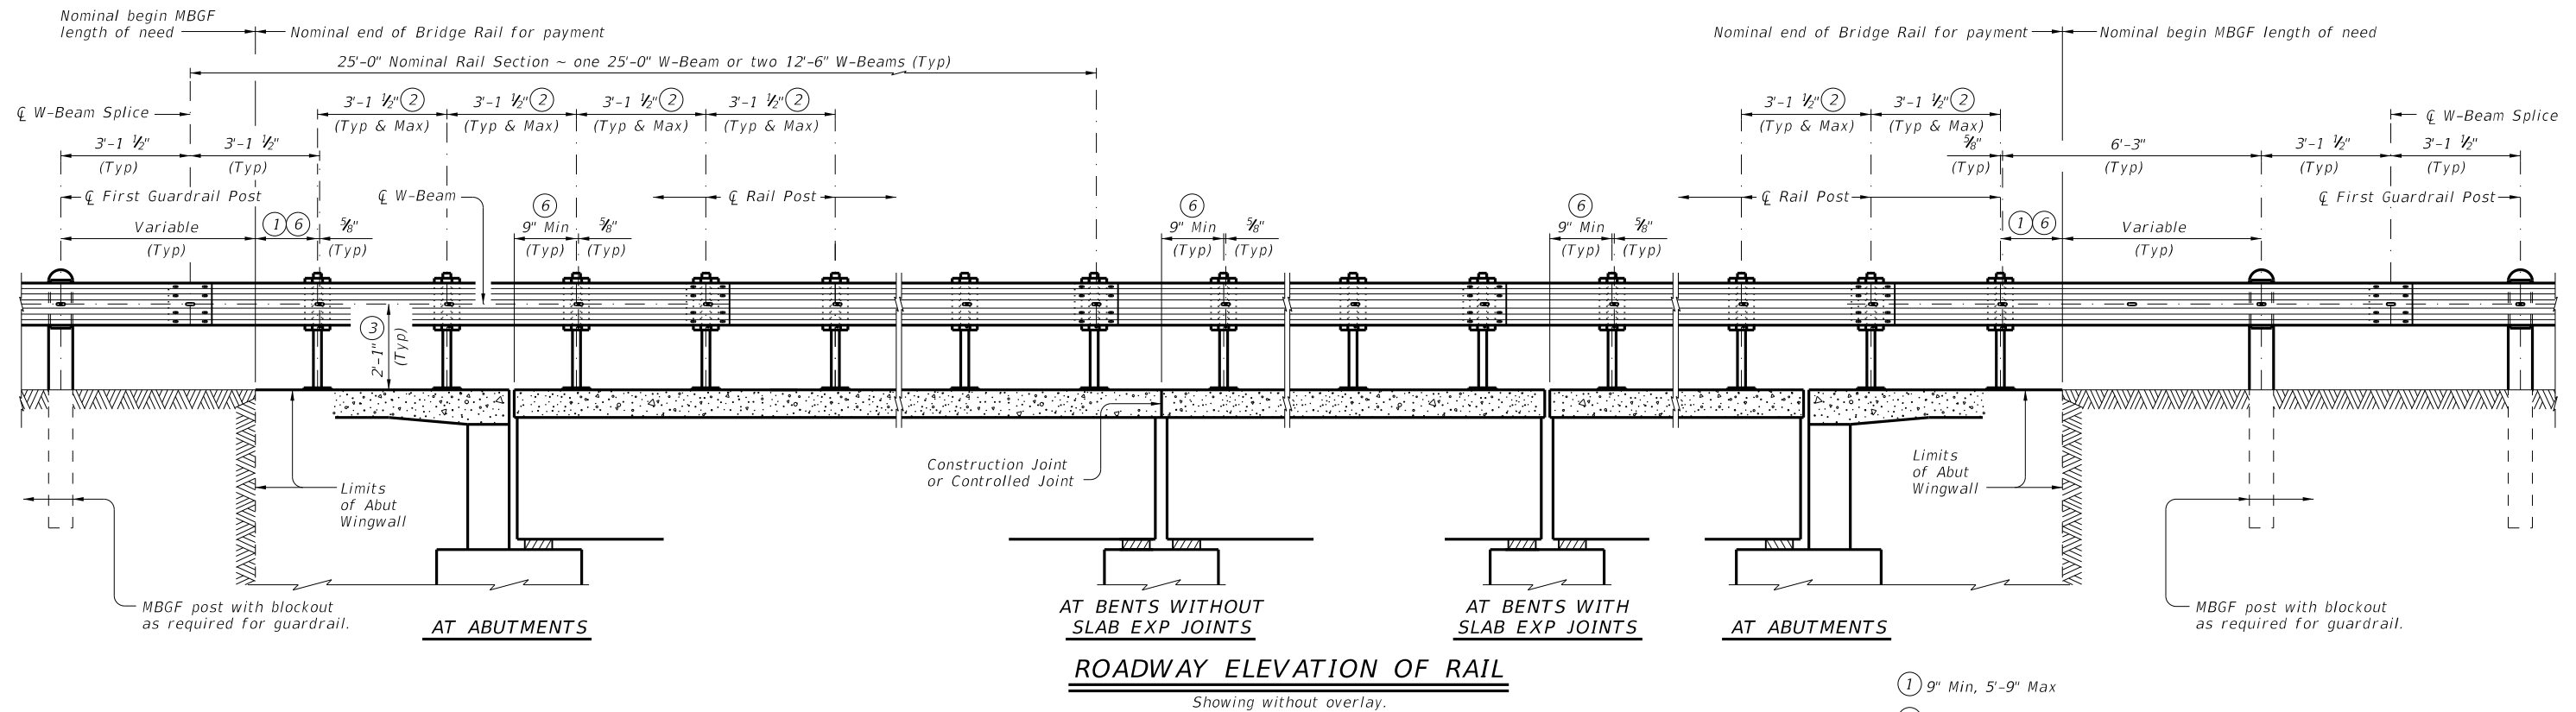 Nominal begin MBGF
length of need
Nominal end of Bridge Rail for payment
Nominal end of Bridge Rail for payment
Nominal begin MBGF length of need
25'-0" Nominal Rail Section ~ one 25'-0" W-Beam or two 12'-6" W-Beams (Typ)
℄ W-Beam Splice
3'-1 ½" ②
(Typ & Max)
3'-1 ½" ②
(Typ & Max)
3'-1 ½" ②
(Typ & Max)
3'-1 ½" ②
(Typ & Max)
3'-1 ½" ②
(Typ & Max)
3'-1 ½" ②
(Typ & Max)
℄ W-Beam Splice
3'-1 ½"
(Typ)
3'-1 ½"
(Typ)
⅝"
(Typ)
6'-3"
(Typ)
3'-1 ½"
(Typ)
3'-1 ½"
(Typ)
℄ First Guardrail Post
℄ W-Beam
℄ Rail Post
℄ Rail Post
℄ First Guardrail Post
Variable
(Typ)
① ⑥
⅝"
(Typ)
⑥
9" Min
(Typ)
⅝"
(Typ)
⑥
9" Min
(Typ)
⅝"
(Typ)
⑥
9" Min
(Typ)
⅝"
(Typ)
① ⑥
Variable
(Typ)
2'-1" ③
(Typ)
Limits
of Abut
Wingwall
Construction Joint
or Controlled Joint
Limits
of Abut
Wingwall
MBGF post with blockout
as required for guardrail.
AT ABUTMENTS
AT BENTS WITHOUT
SLAB EXP JOINTS
AT BENTS WITH
SLAB EXP JOINTS
AT ABUTMENTS
MBGF post with blockout
as required for guardrail.
ROADWAY ELEVATION OF RAIL
Showing without overlay.
① 9" Min, 5'-9" Max